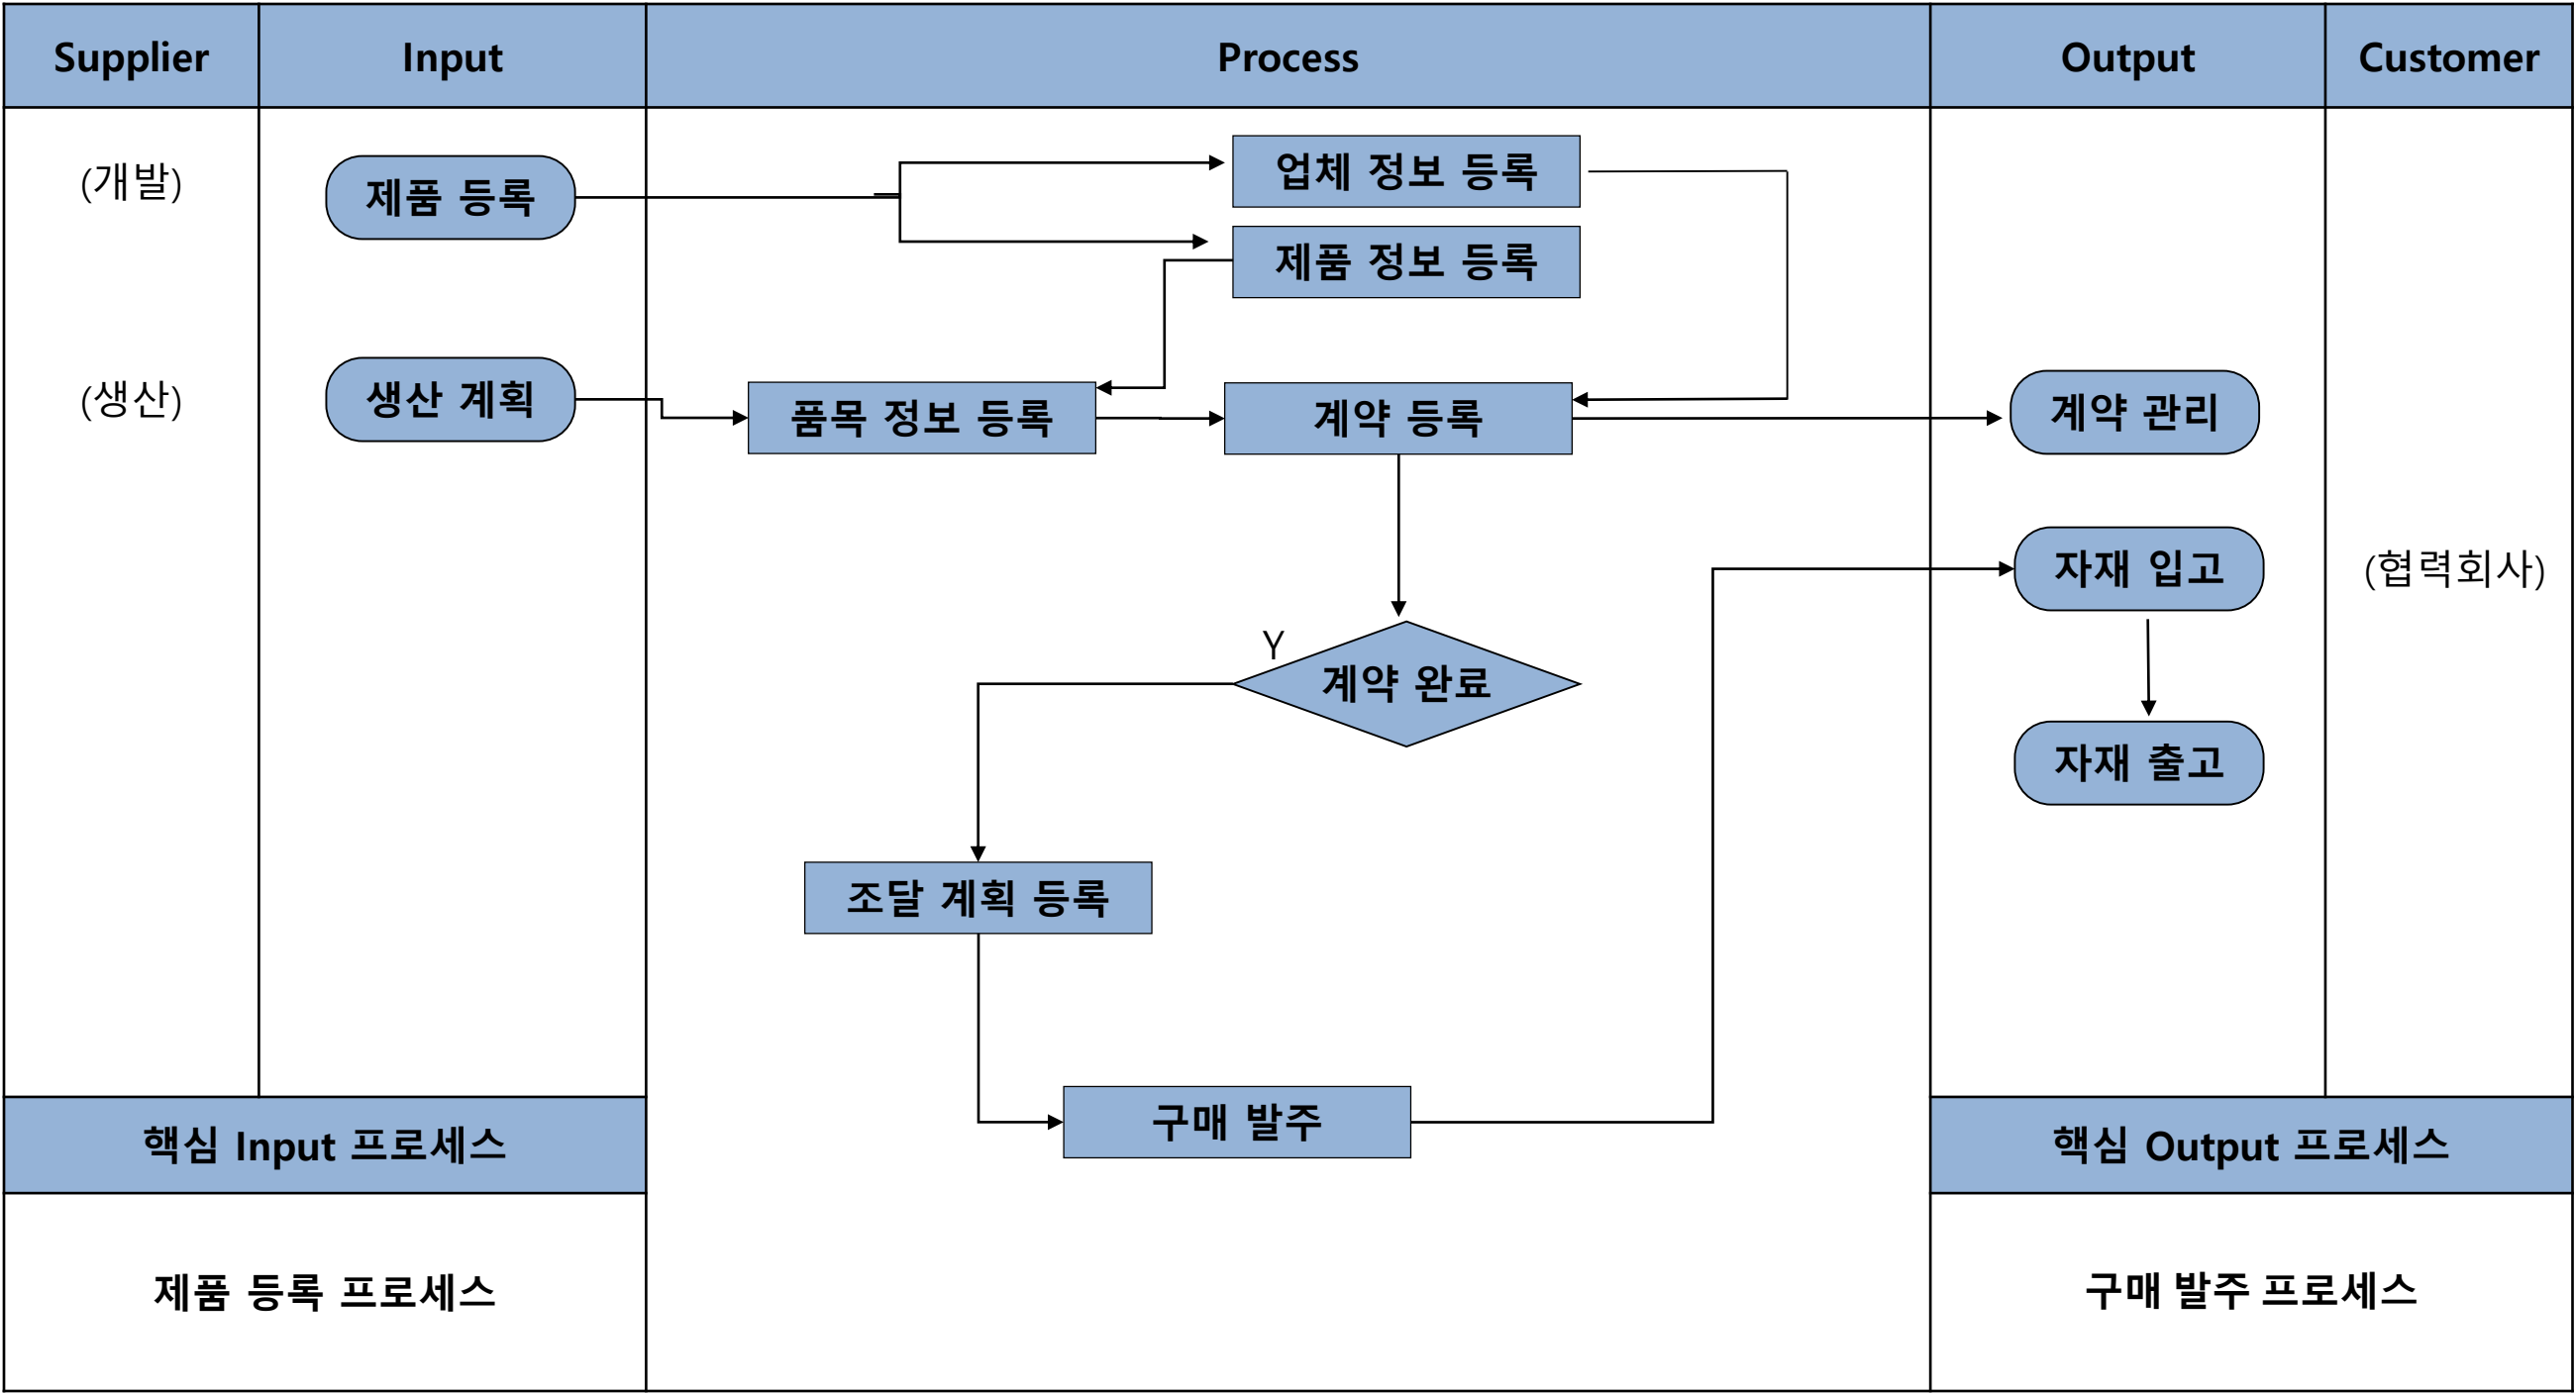 Supplier
Input
Process
Output
Customer
(개발)
제품 등록
업체 정보 등록
제품 정보 등록
(생산)
생산 계획
품목 정보 등록
계약 등록
계약 관리
자재 입고
(협력회사)
Y
계약 완료
자재 출고
조달 계획 등록
구매 발주
핵심 Input 프로세스
핵심 Output 프로세스
제품 등록 프로세스
구매 발주 프로세스